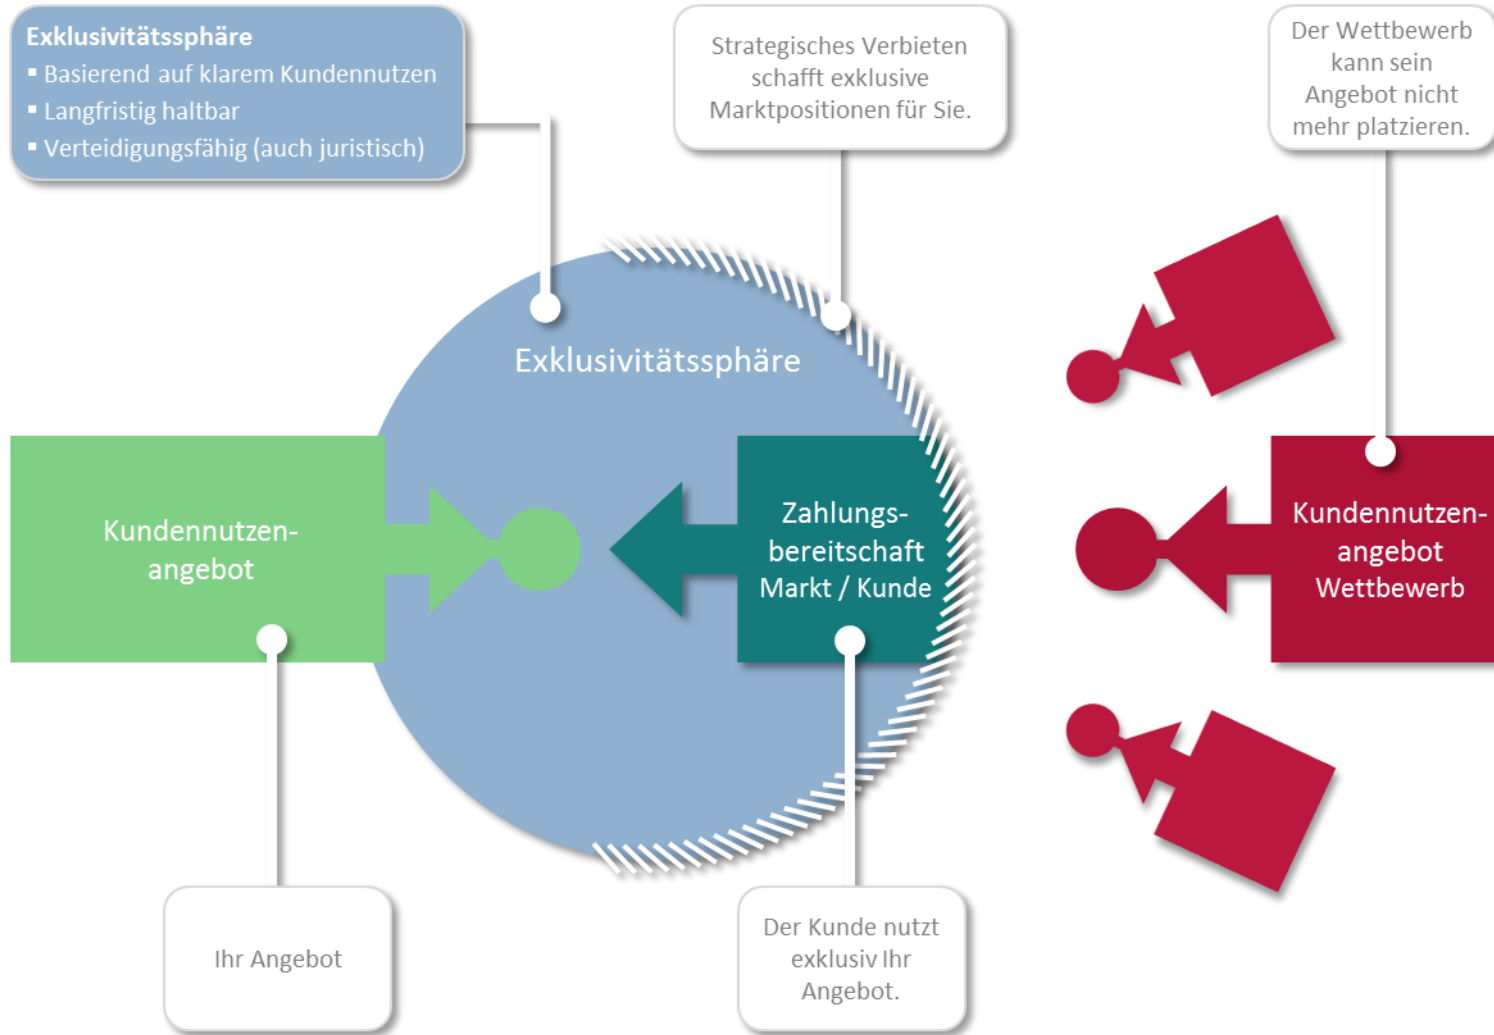 Exklusivitätssphäre
▪ Basierend auf klarem Kundennutzen
▪ Langfristig haltbar
▪ Verteidigungsfähig (auch juristisch)
Strategisches Verbieten
schafft exklusive
Marktpositionen für Sie.
Der Wettbewerb
kann sein
Angebot nicht
mehr platzieren.
Exklusivitätssphäre
Kundennutzen-
angebot
Zahlungs-
bereitschaft
Markt / Kunde
Kundennutzen-
angebot
Wettbewerb
Ihr Angebot
Der Kunde nutzt
exklusiv Ihr
Angebot.